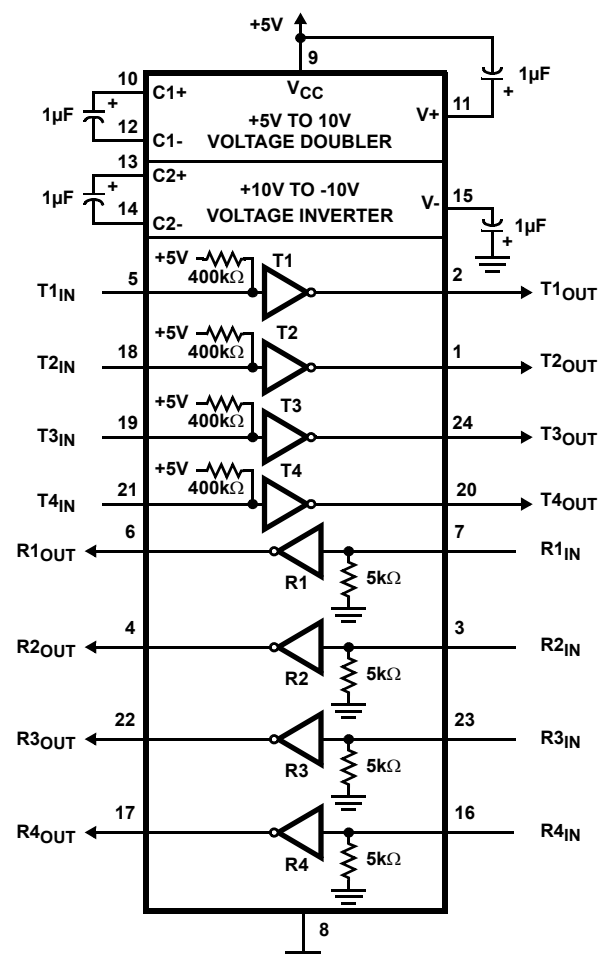 +5V
9
10
1µF
+
12
C1+
C1-
VCC
+5V TO 10V
VOLTAGE DOUBLER
V+
11
1µF
+
13
1µF
+
14
C2+
C2-
+10V TO -10V
VOLTAGE INVERTER
V-
15
1µF
+
T1IN
5
+5V
400kΩ
T1
2
T1OUT
T2IN
18
+5V
400kΩ
T2
1
T2OUT
T3IN
19
+5V
400kΩ
T3
24
T3OUT
T4IN
21
+5V
400kΩ
T4
20
T4OUT
R1OUT
6
R1
5kΩ
7
R1IN
R2OUT
4
R2
5kΩ
3
R2IN
R3OUT
22
R3
5kΩ
23
R3IN
R4OUT
17
R4
5kΩ
16
R4IN
8